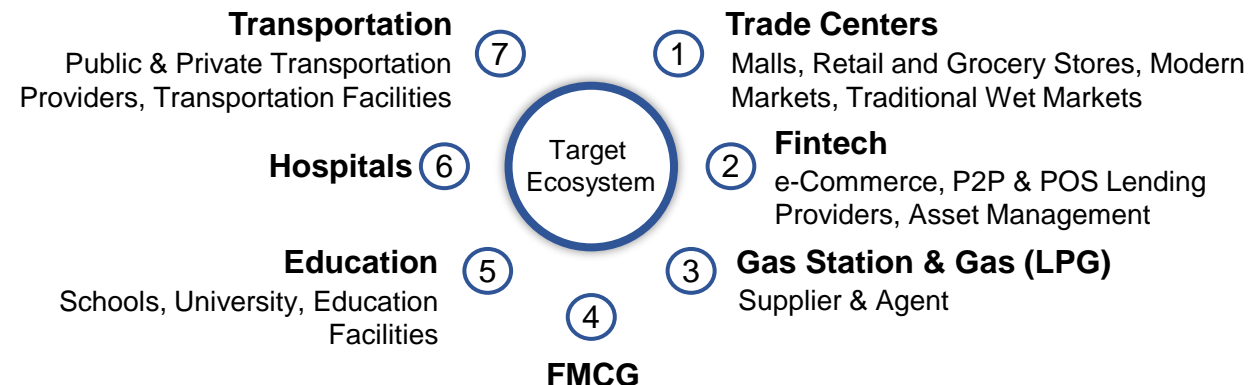 Transportation
Public & Private Transportation
Providers, Transportation Facilities
7
1
Trade Centers
Malls, Retail and Grocery Stores, Modern
Markets, Traditional Wet Markets
Hospitals
6
Target
Ecosystem
2
Fintech
e-Commerce, P2P & POS Lending
Providers, Asset Management
Education
Schools, University, Education
Facilities
5
3
Gas Station & Gas (LPG)
Supplier & Agent
4
FMCG